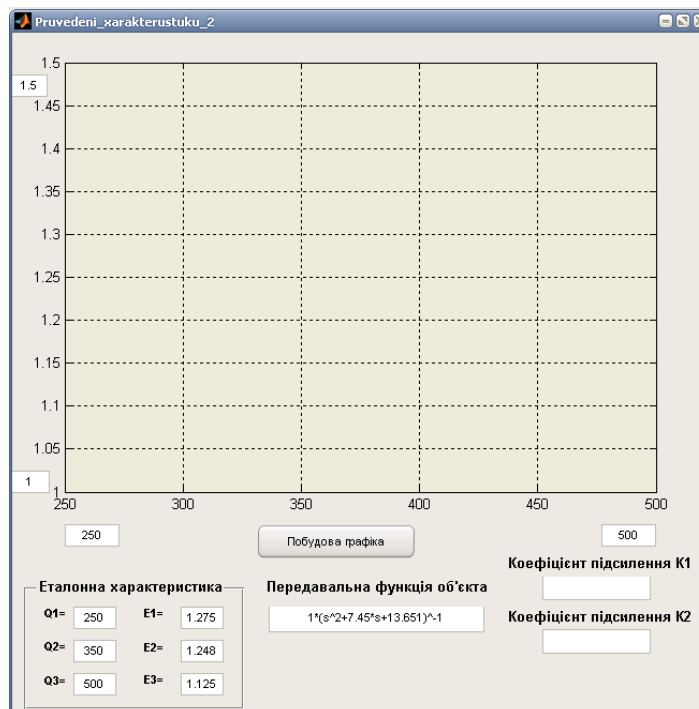 Pruvedeni_xarakterustuku_2
1.5
1.5
1.45
1.4
1.35
1.3
1.25
1.2
1.15
1.1
1.05
1
1
250 300 350 400 450 500
250
Побудова графіка
500
Коефіцієнт підсилення К1
Еталонна характеристика
Передавальна функція об'єкта
Q1= 250 E1= 1.275
1*(s^2+7.45*s+13.651)^-1
Коефіцієнт підсилення К2
Q2= 350 E2= 1.248
Q3= 500 E3= 1.125